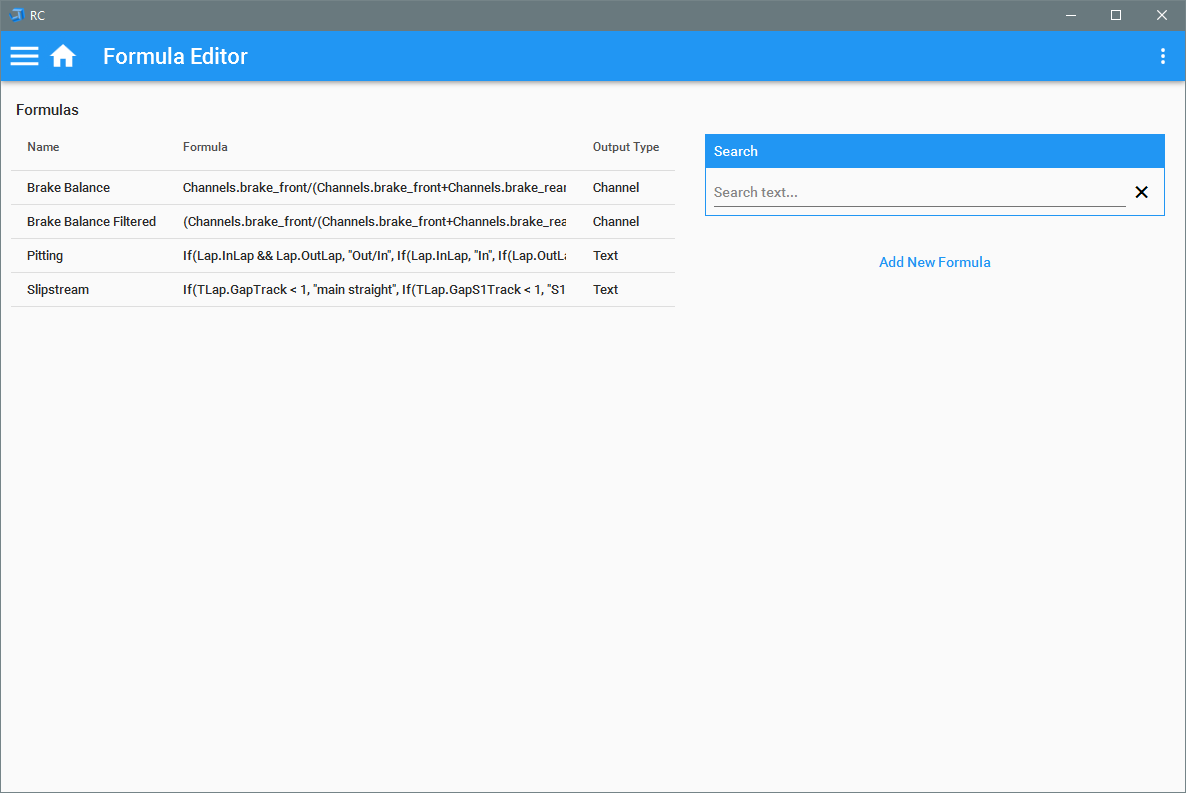 RC
Formula Editor
Formulas
Name Formula Output Type
Brake Balance Channels.brake_front/(Channels.brake_front+Channels.brake_rear Channel
Brake Balance Filtered (Channels.brake_front/(Channels.brake_front+Channels.brake_rea Channel
Pitting If(Lap.InLap && Lap.OutLap, "Out/In", If(Lap.InLap, "In", If(Lap.OutLa Text
Slipstream If(TLap.GapTrack < 1, "main straight", If(TLap.GapS1Track < 1, "S1 Text
Search
Search text...
Add New Formula